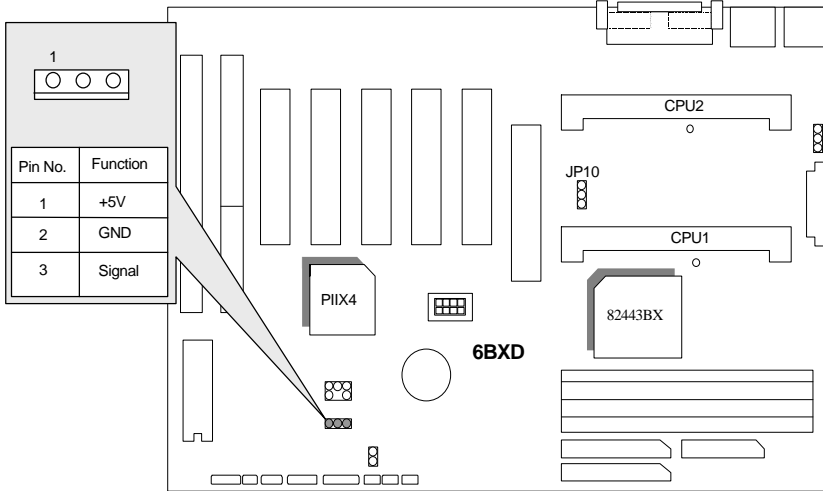 1
Pin No. Function
1 +5V
2 GND
3 Signal
CPU2
JP10
CPU1
PIIX4
82443BX
6BXD